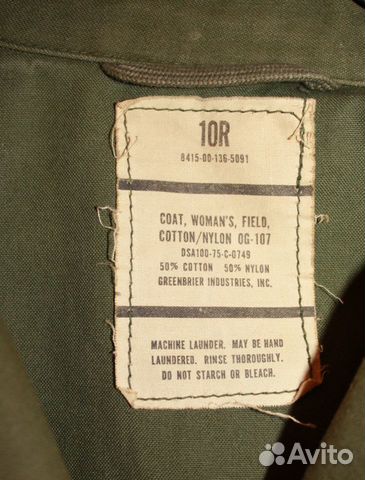 10R
8415-00-136-5091
COAT, WOMAN'S, FIELD,
COTTON/NYLON OG-107
DSA100-75-C-0749
50% COTTON 50% NYLON
GREENBRIER INDUSTRIES, INC.
MACHINE LAUNDER. MAY BE HAND
LAUNDERED. RINSE THOROUGHLY.
DO NOT STARCH OR BLEACH.
Avito